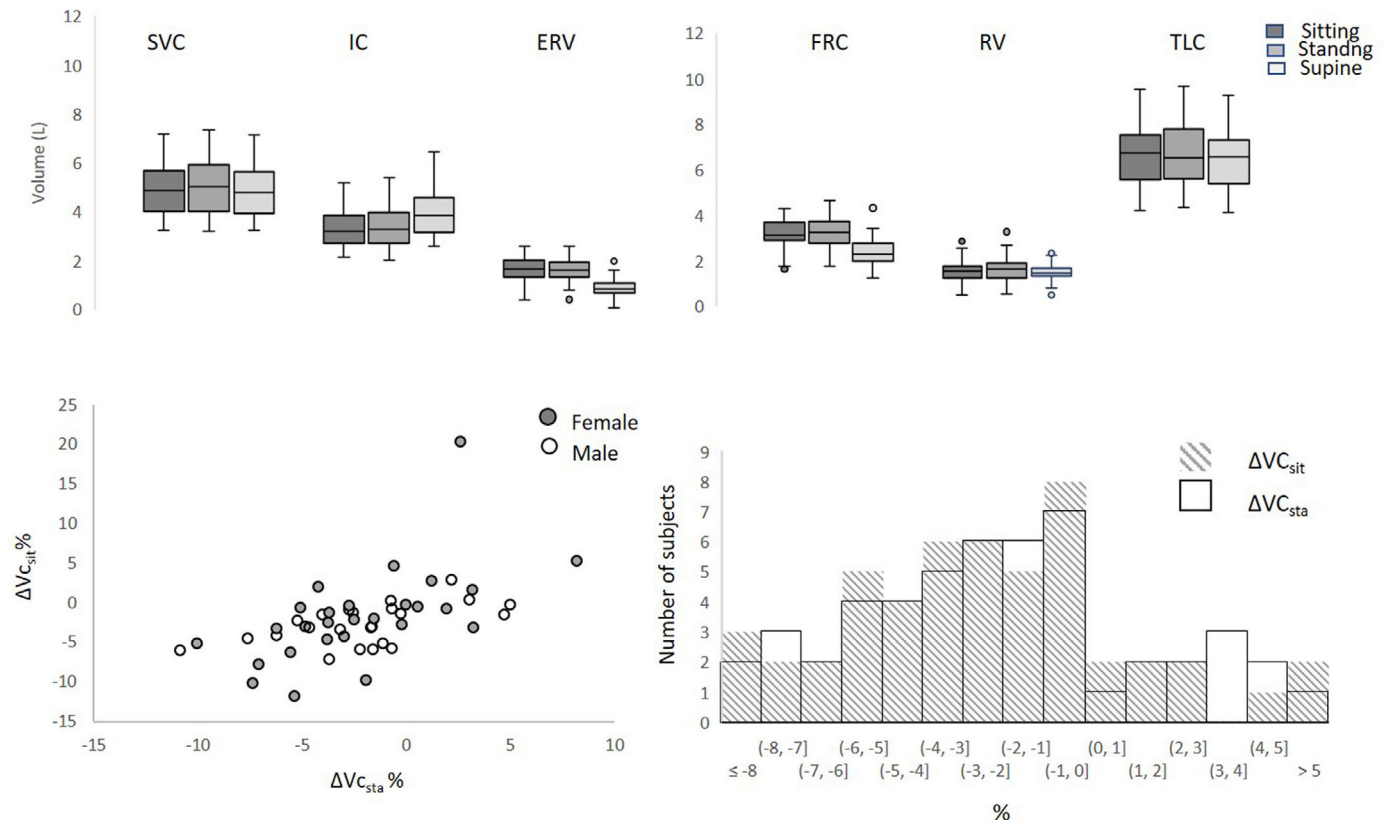 12
10
8
6
4
2
0
Volume (L)
SVC IC ERV
12
10
8
6
4
2
0
FRC RV TLC
Sitting
Standng
Supine
25
20
15
10
5
0
-5
-10
-15
ΔVc_sit%
-15 -10 -5 0 5 10
ΔVc_sta %
Female
Male
9
8
7
6
5
4
3
2
1
0
Number of subjects
ΔVC_sit
ΔVC_sta
(-8, -7] (-6, -5] (-4, -3] (-2, -1] (0, 1] (2, 3] (4, 5]
≤ -8 (-7, -6] (-5, -4] (-3, -2] (-1, 0] (1, 2] (3, 4] > 5
%